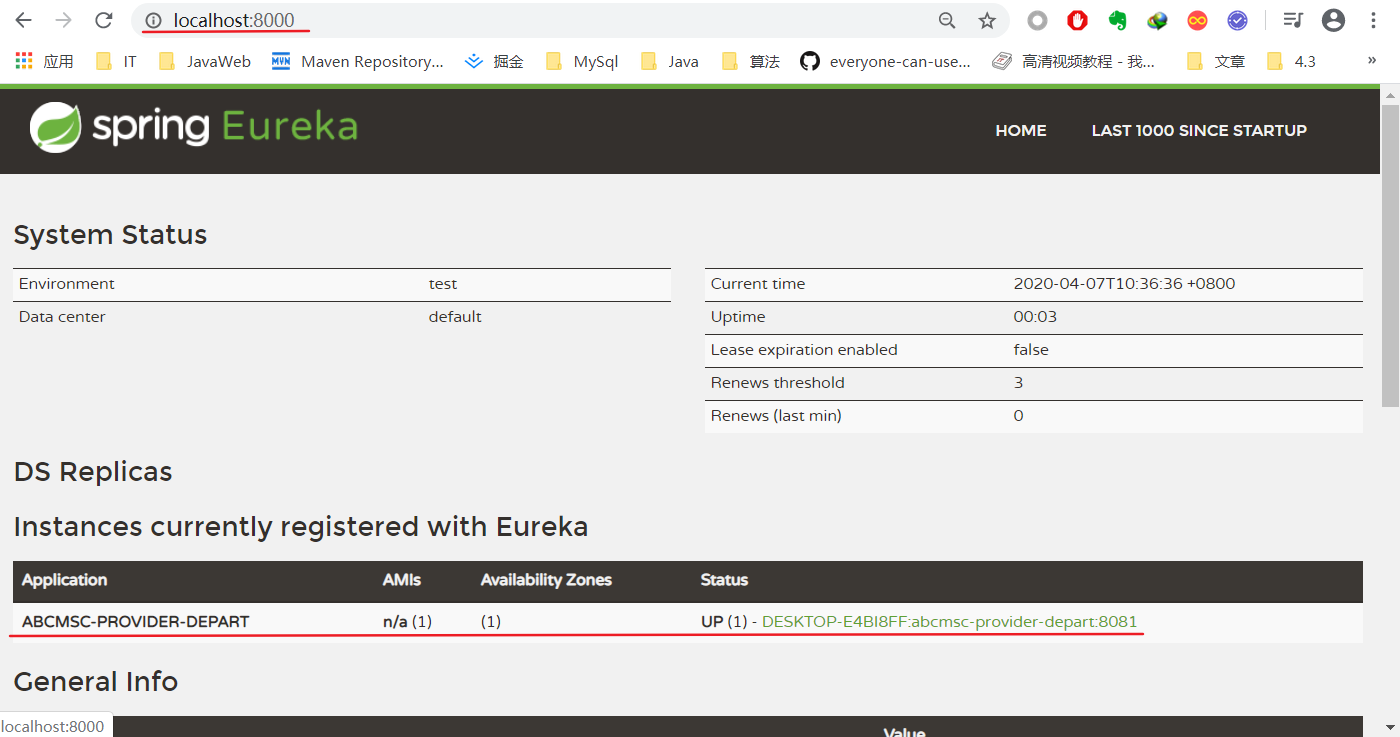 localhost:8000
应用 IT JavaWeb Maven Repository... 掘金 MySql Java 算法 everyone-can-use... 高清视频教程 - 我... 文章 4.3 »
spring Eureka HOME LAST 1000 SINCE STARTUP
System Status
Environment test
Data center default
Current time 2020-04-07T10:36:36 +0800
Uptime 00:03
Lease expiration enabled false
Renews threshold 3
Renews (last min) 0
DS Replicas
Instances currently registered with Eureka
Application AMIs Availability Zones Status
ABCMSC-PROVIDER-DEPART n/a (1) (1) UP (1) - DESKTOP-E4BI8FF:abcmsc-provider-depart:8081
General Info
localhost:8000 Value